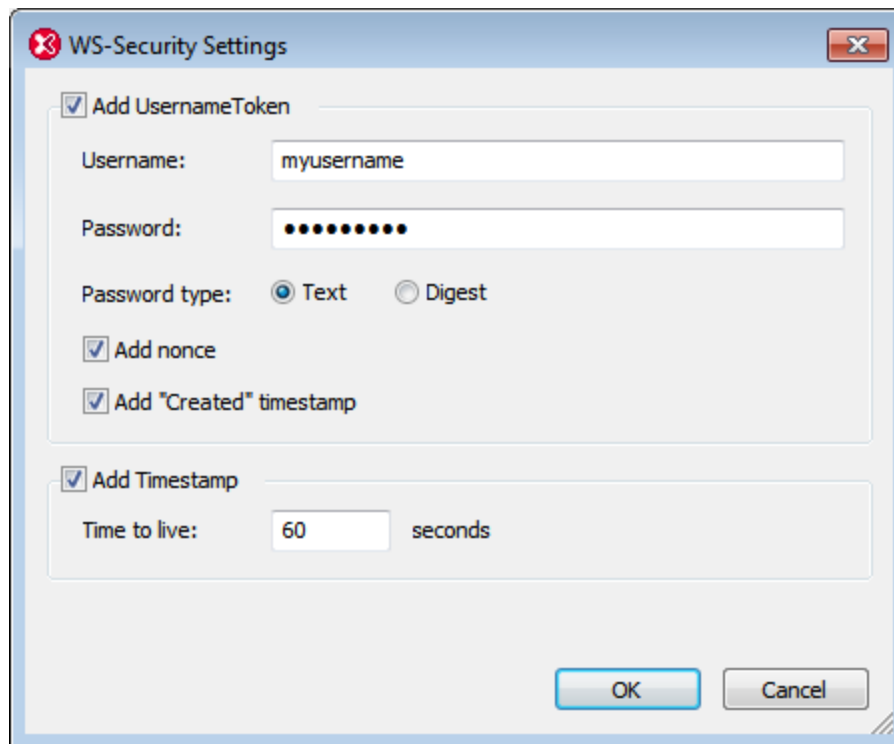 WS-Security Settings
Add UsernameToken
Username: myusername
Password: •••••••••
Password type: Text Digest
Add nonce
Add "Created" timestamp
Add Timestamp
Time to live: 60 seconds
OK Cancel